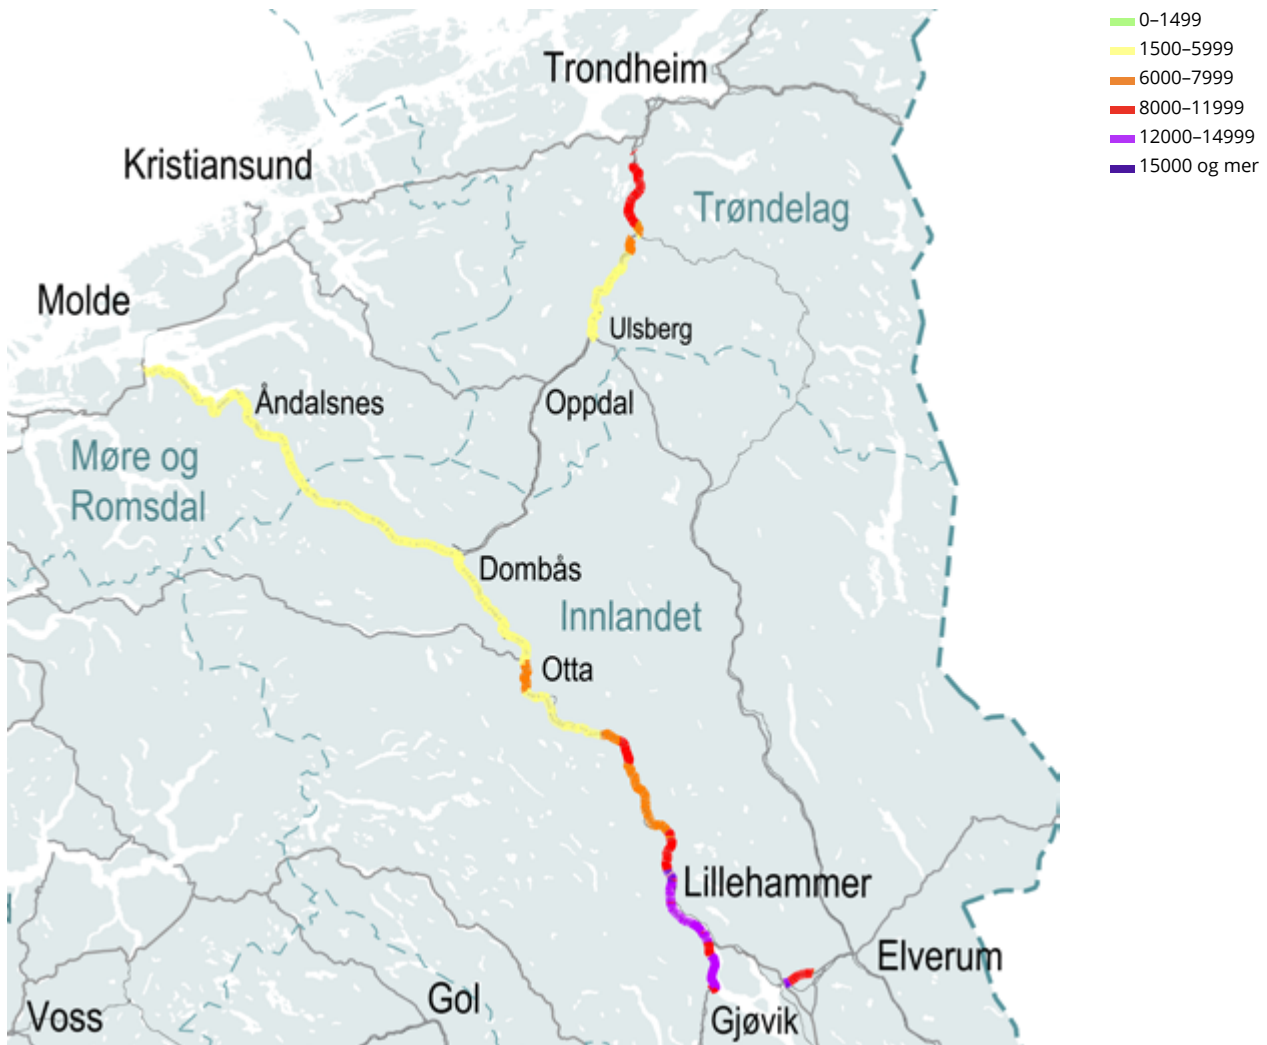 0–1499
1500–5999
6000–7999
8000–11999
12000–14999
15000 og mer
Trondheim
Kristiansund
Trøndelag
Molde
Ulsberg
Åndalsnes
Oppdal
Møre og
Romsdal
Dombås
Innlandet
Otta
Lillehammer
Elverum
Gol
Voss
Gjøvik